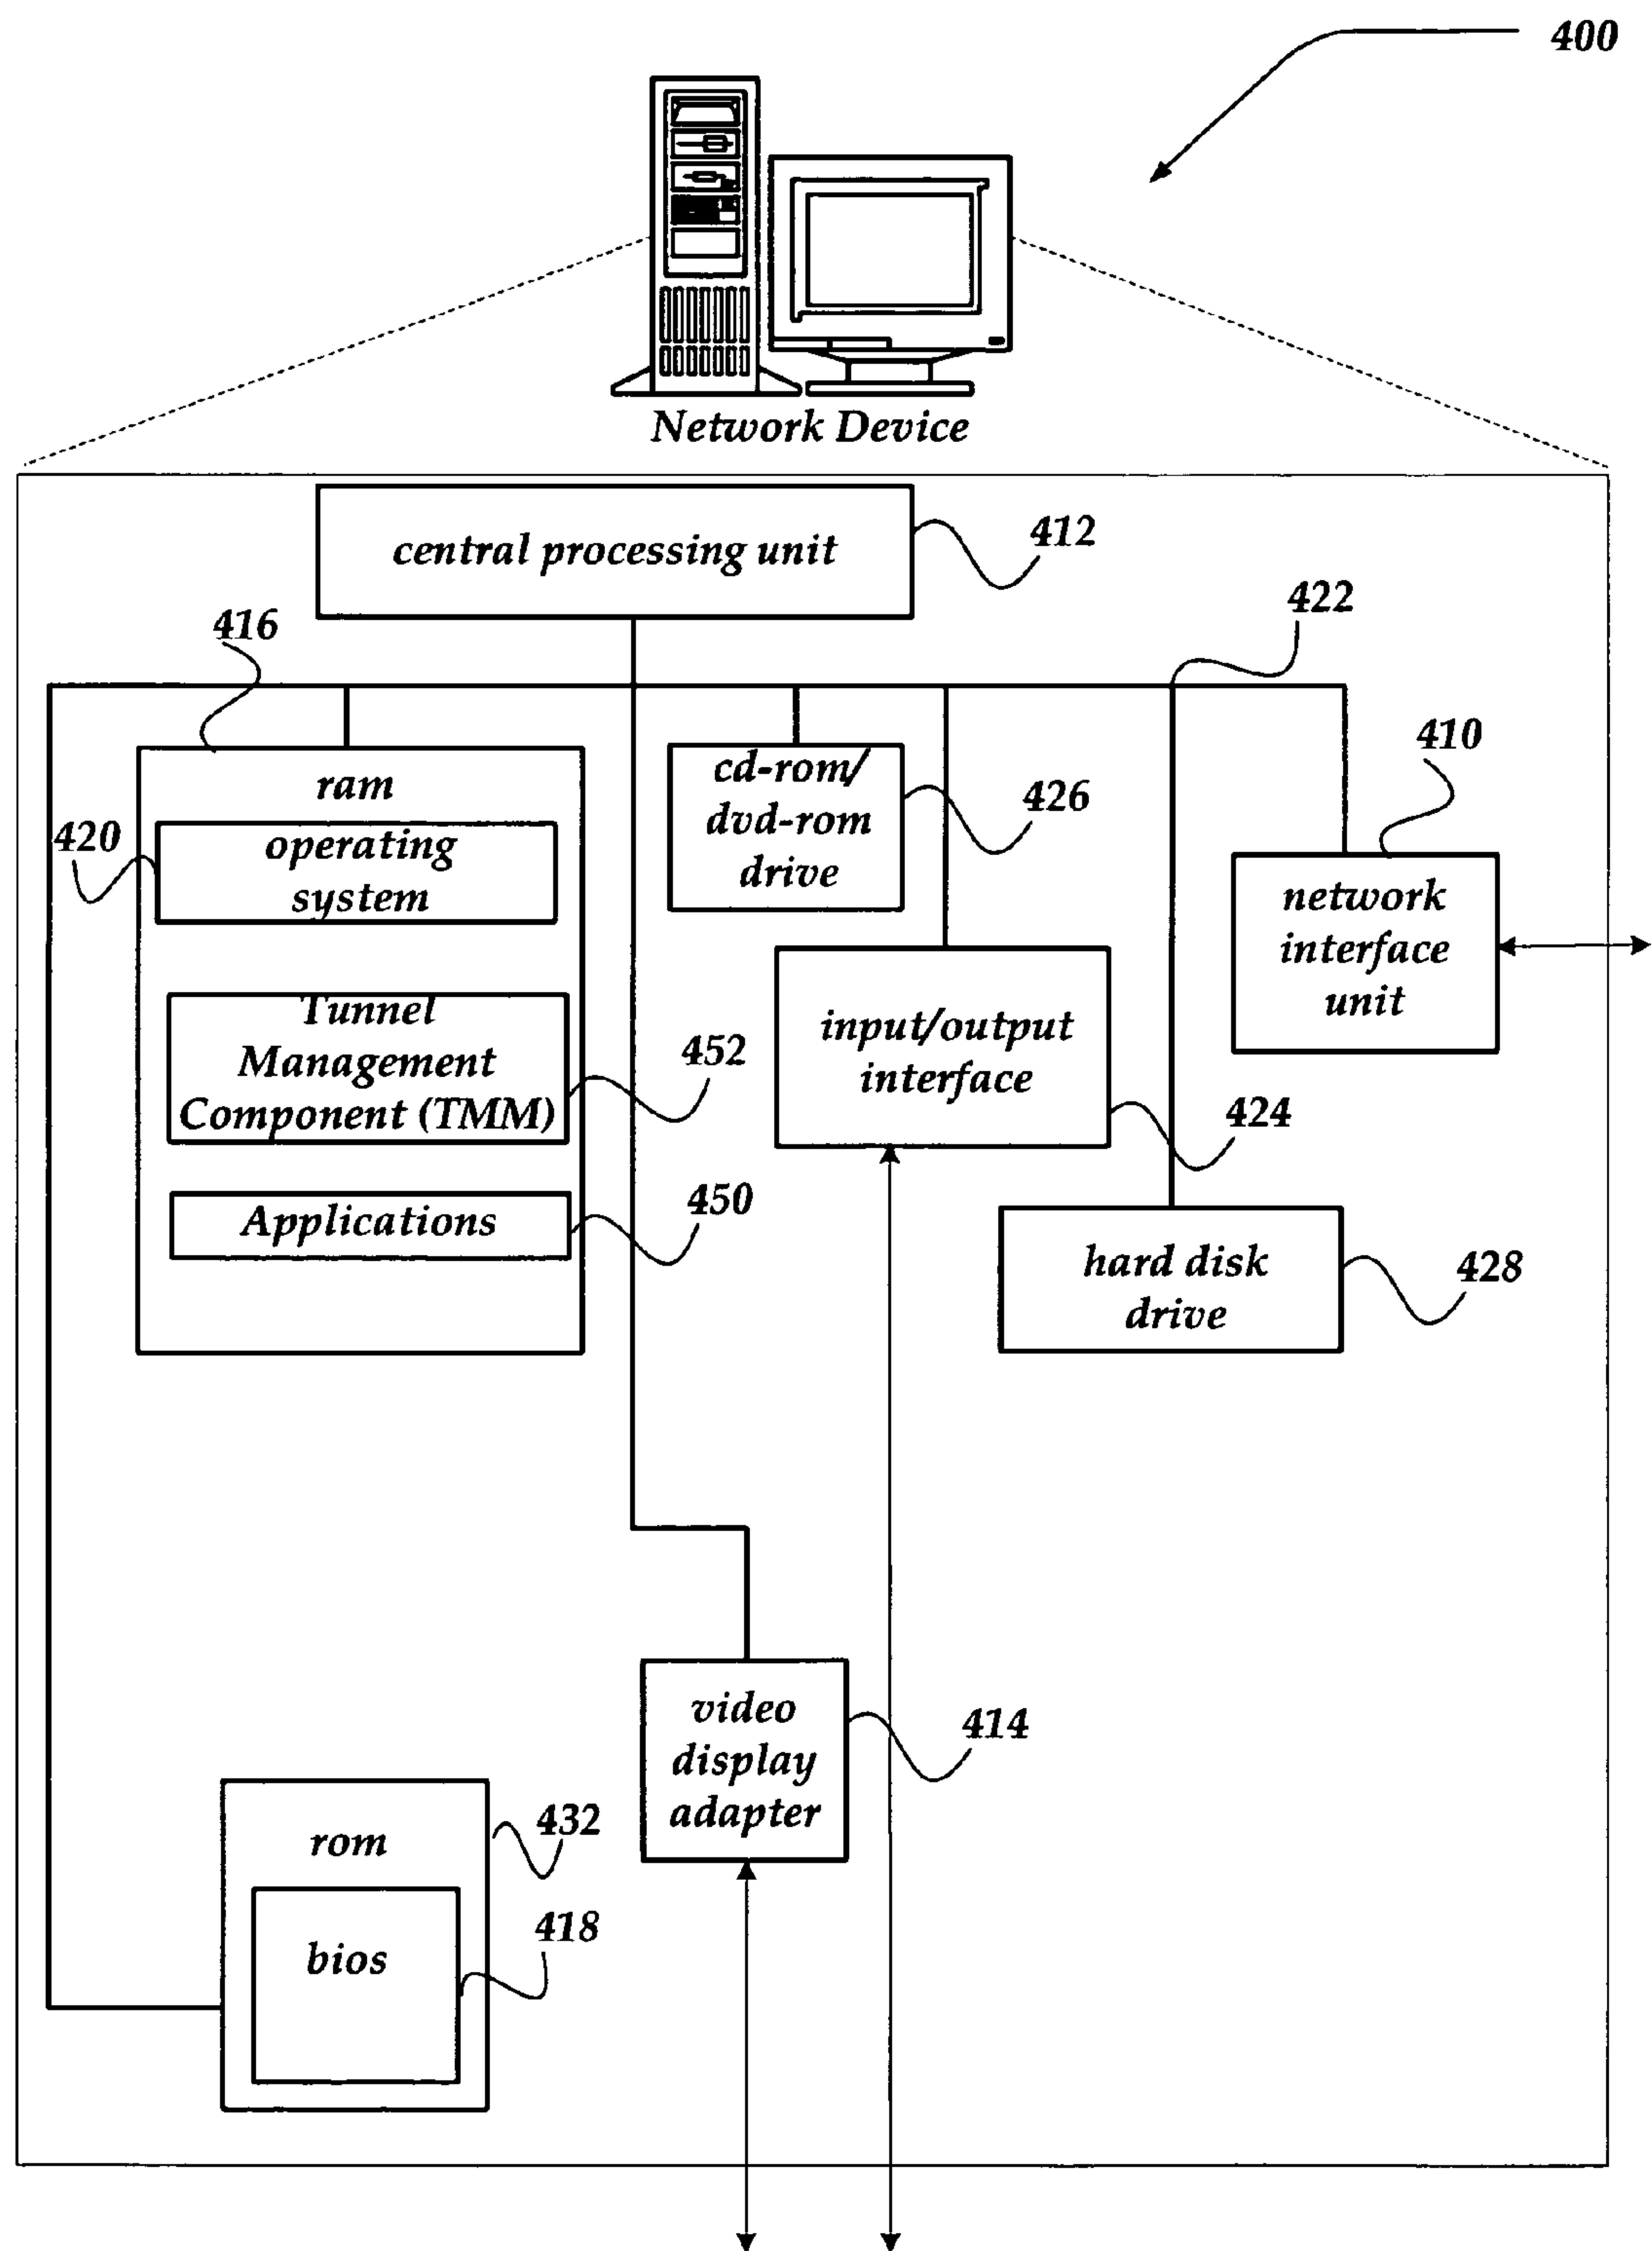 400
Network Device
central processing unit
412
422
416
410
ram
cd-rom/
dvd-rom
drive
426
420
operating
system
network
interface
unit
Tunnel
Management
Component (TMM)
452
input/output
interface
424
Applications
450
hard disk
drive
428
video
display
adapter
414
rom
432
bios
418